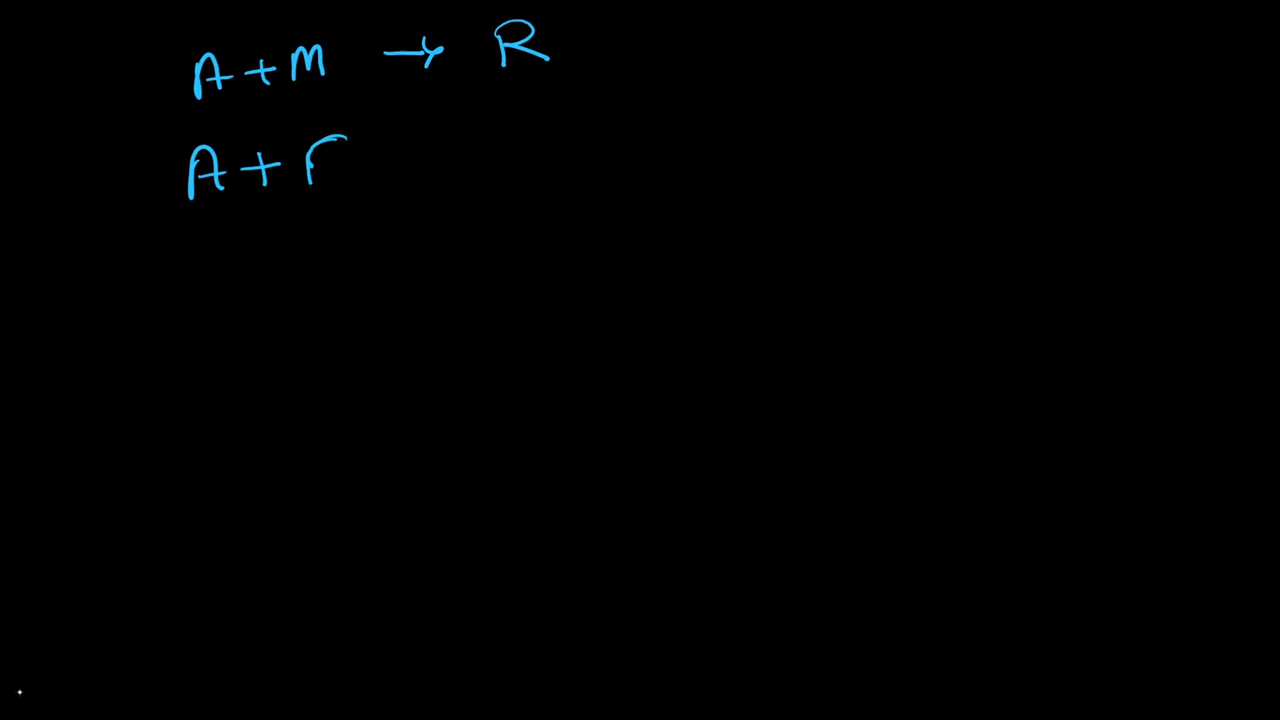 A + M → R
A + r